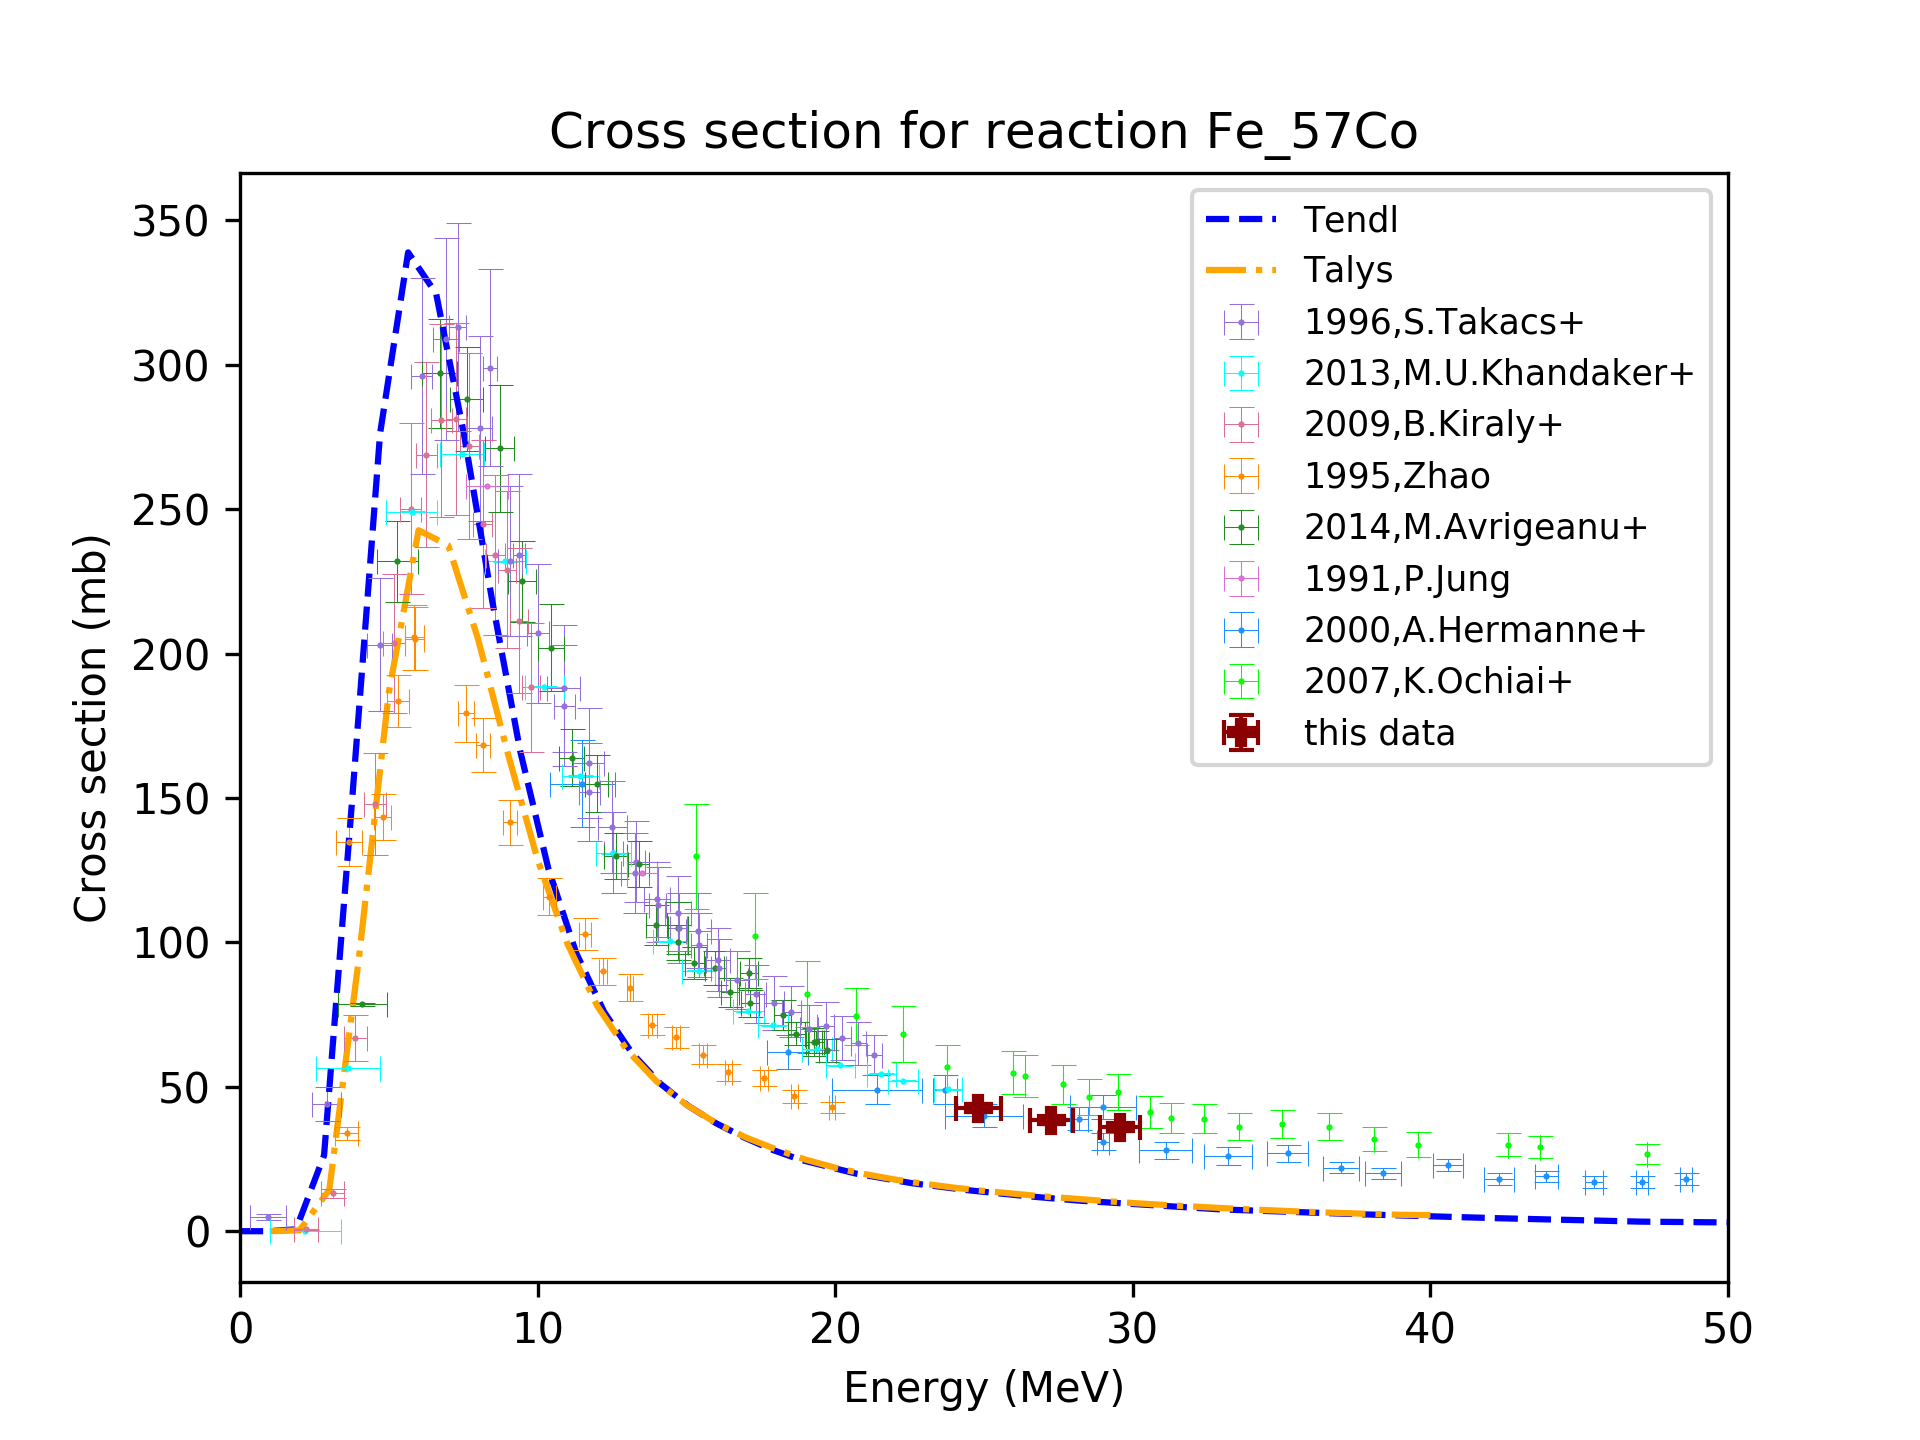 Cross section for reaction Fe_57Co
Cross section (mb)
350
300
250
200
150
100
50
0
Tendl
Talys
1996,S.Takacs+
2013,M.U.Khandaker+
2009,B.Kiraly+
1995,Zhao
2014,M.Avrigeanu+
1991,P.Jung
2000,A.Hermanne+
2007,K.Ochiai+
this data
0 10 20 30 40 50
Energy (MeV)